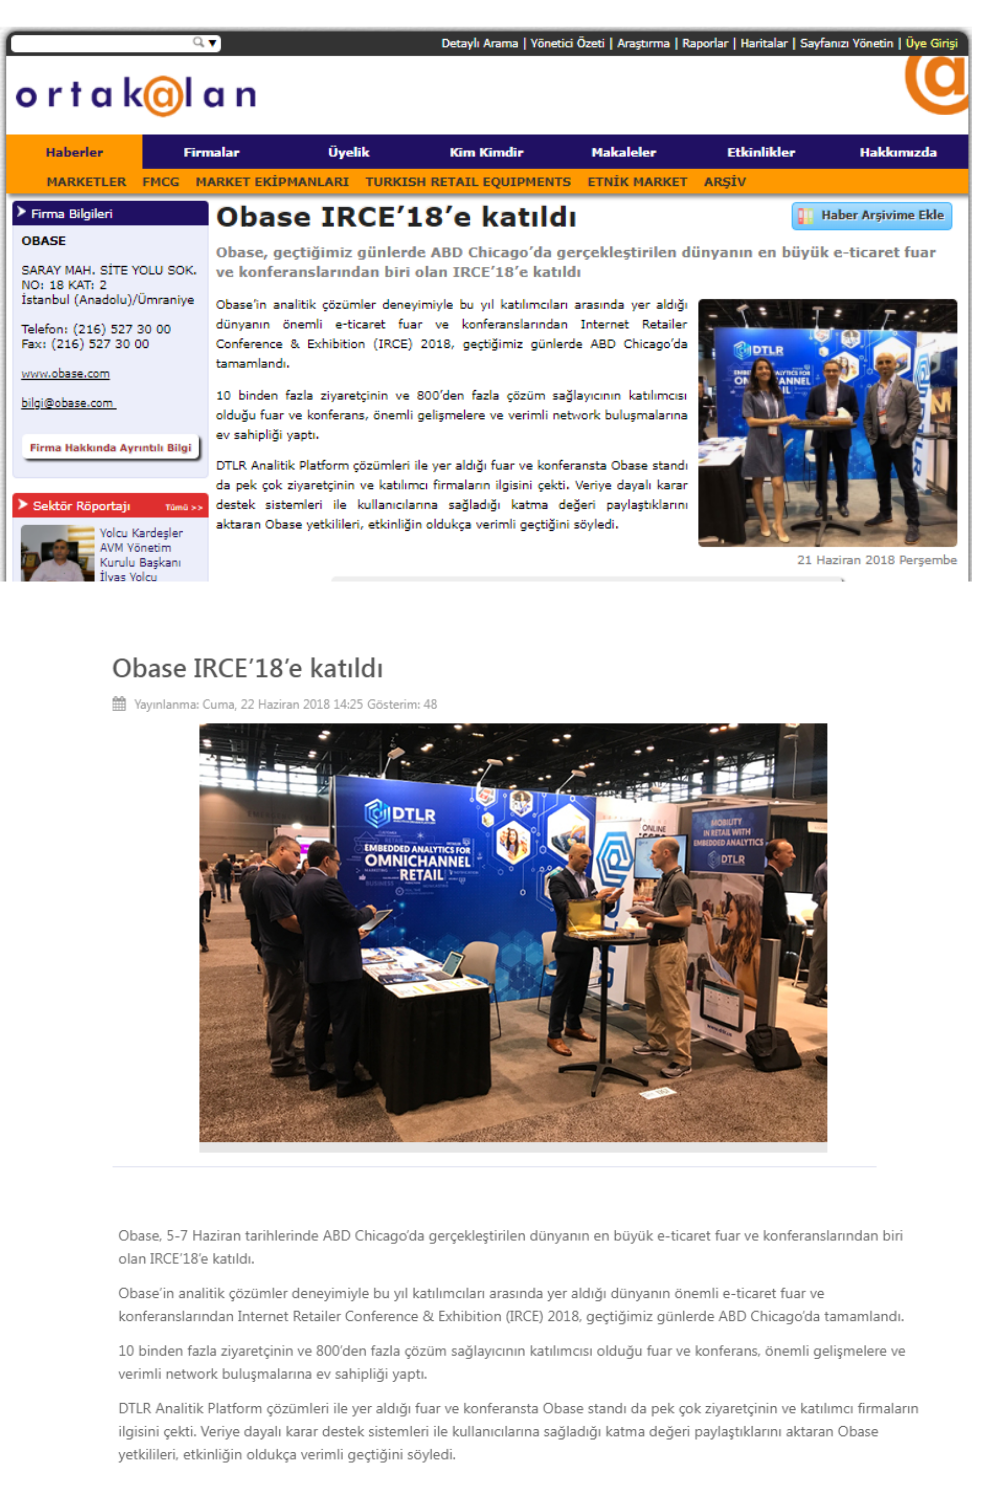 Detaylı Arama | Yönetici Özeti | Araştırma | Raporlar | Haritalar | Sayfanızı Yönetin | Üye Girişi
ortak@lan
Haberler Firmalar Üyelik Kim Kimdir Makaleler Etkinlikler Hakkımızda
MARKETLER FMCG MARKET EKİPMANLARI TURKISH RETAIL EQUIPMENTS ETNİK MARKET ARŞİV
Firma Bilgileri
OBASE
SARAY MAH. SİTE YOLU SOK.
NO: 18 KAT: 2
İstanbul (Anadolu)/Ümraniye
Telefon: (216) 527 30 00
Fax: (216) 527 30 00
www.obase.com
bilgi@obase.com
Firma Hakkında Ayrıntılı Bilgi
Sektör Röportajı Tümü >>
Yolcu Kardeşler
AVM Yönetim
Kurulu Başkanı
İlyas Yolcu
Obase IRCE’18’e katıldı
Haber Arşivime Ekle
Obase, geçtiğimiz günlerde ABD Chicago’da gerçekleştirilen dünyanın en büyük e-ticaret fuar
ve konferanslarından biri olan IRCE’18’e katıldı
Obase’in analitik çözümler deneyimiyle bu yıl katılımcıları arasında yer aldığı
dünyanın önemli e-ticaret fuar ve konferanslarından Internet Retailer
Conference & Exhibition (IRCE) 2018, geçtiğimiz günlerde ABD Chicago’da
tamamlandı.
10 binden fazla ziyaretçinin ve 800’den fazla çözüm sağlayıcının katılımcısı
olduğu fuar ve konferans, önemli gelişmelere ve verimli network buluşmalarına
ev sahipliği yaptı.
DTLR Analitik Platform çözümleri ile yer aldığı fuar ve konferansta Obase standı
da pek çok ziyaretçinin ve katılımcı firmaların ilgisini çekti. Veriye dayalı karar
destek sistemleri ile kullanıcılarına sağladığı katma değeri paylaştıklarını
aktaran Obase yetkilileri, etkinliğin oldukça verimli geçtiğini söyledi.
DTLR
21 Haziran 2018 Perşembe
Obase IRCE’18’e katıldı
Yayınlanma: Cuma, 22 Haziran 2018 14:25 Gösterim: 48
DTLR
EMBEDDED ANALYTICS FOR
OMNICHANNEL
RETAIL
BUSINESS
ONLINE
MOBILITY
IN RETAIL WITH
EMBEDDED ANALYTICS
DTLR
Obase, 5-7 Haziran tarihlerinde ABD Chicago’da gerçekleştirilen dünyanın en büyük e-ticaret fuar ve konferanslarından biri
olan IRCE’18’e katıldı.
Obase’in analitik çözümler deneyimiyle bu yıl katılımcıları arasında yer aldığı dünyanın önemli e-ticaret fuar ve
konferanslarından Internet Retailer Conference & Exhibition (IRCE) 2018, geçtiğimiz günlerde ABD Chicago’da tamamlandı.
10 binden fazla ziyaretçinin ve 800’den fazla çözüm sağlayıcının katılımcısı olduğu fuar ve konferans, önemli gelişmelere ve
verimli network buluşmalarına ev sahipliği yaptı.
DTLR Analitik Platform çözümleri ile yer aldığı fuar ve konferansta Obase standı da pek çok ziyaretçinin ve katılımcı firmaların
ilgisini çekti. Veriye dayalı karar destek sistemleri ile kullanıcılarına sağladığı katma değeri paylaştıklarını aktaran Obase
yetkilileri, etkinliğin oldukça verimli geçtiğini söyledi.